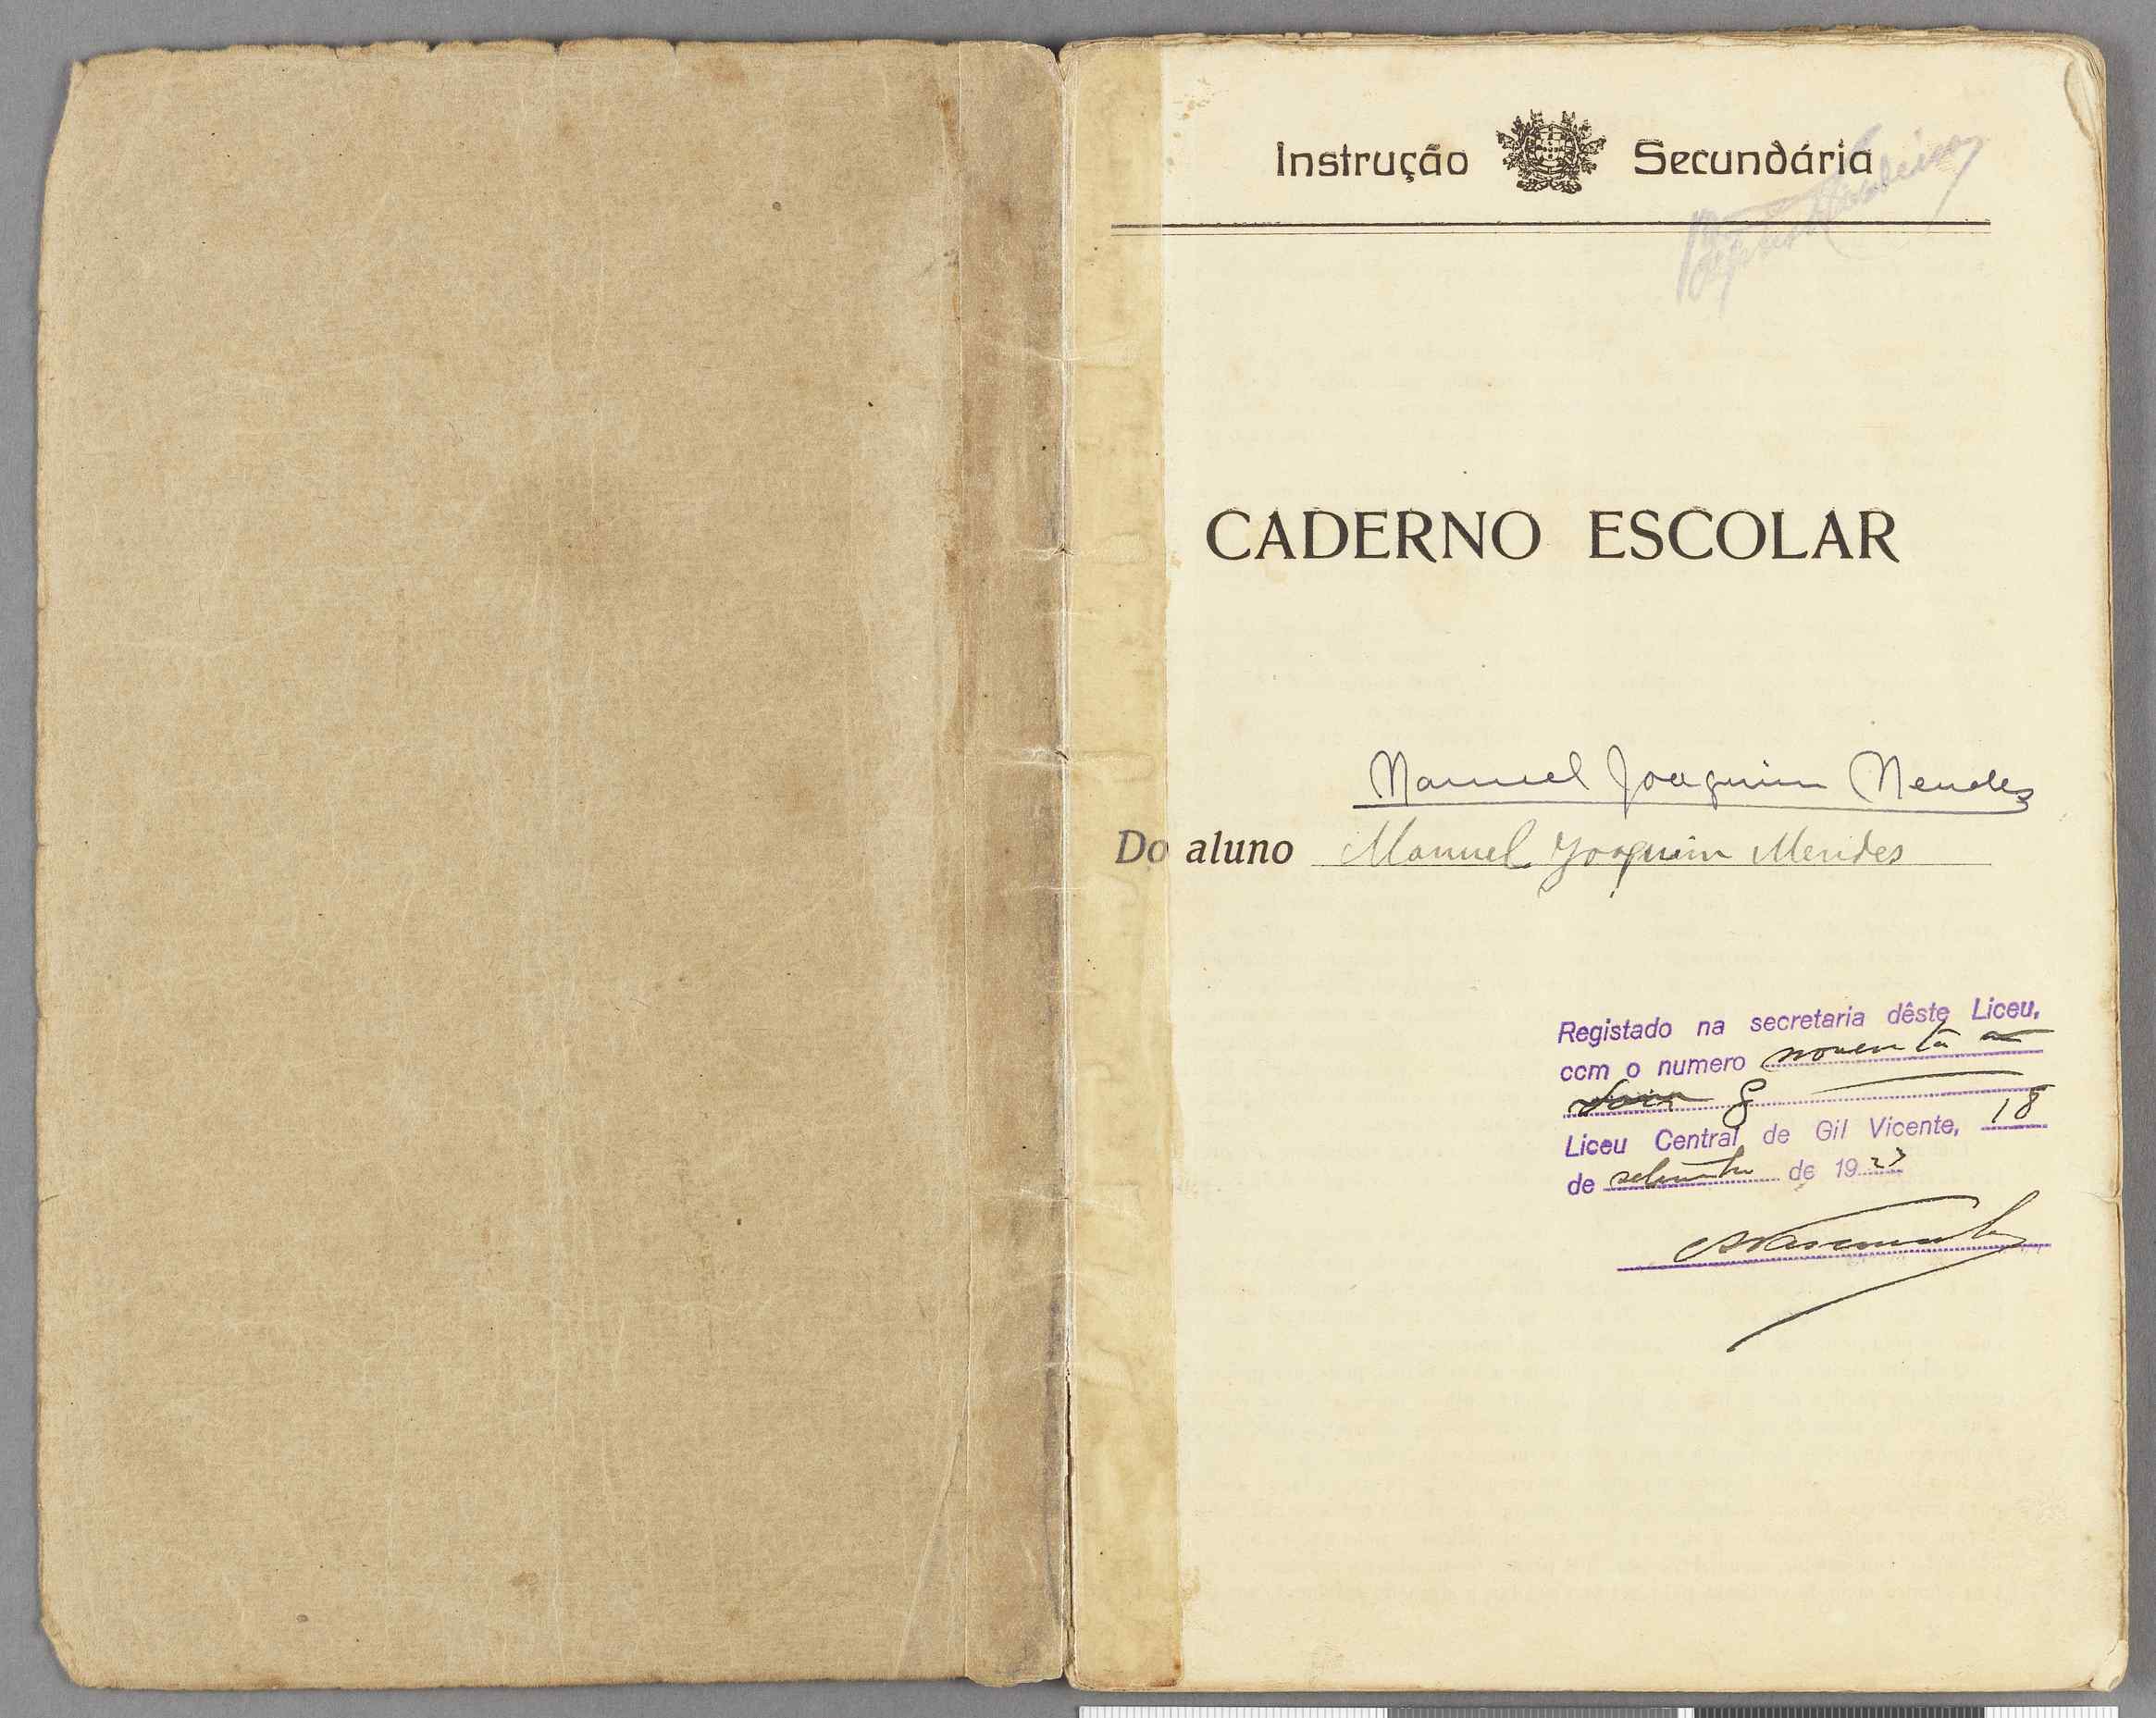 Instrução Secundária
CADERNO ESCOLAR
Manuel Joaquim Mendes
Do aluno Manuel Joaquim Mendes
Registado na secretaria dêste Liceu,
com o numero noventa e
8
Liceu Central de Gil Vicente, 18
de setembro de 1923